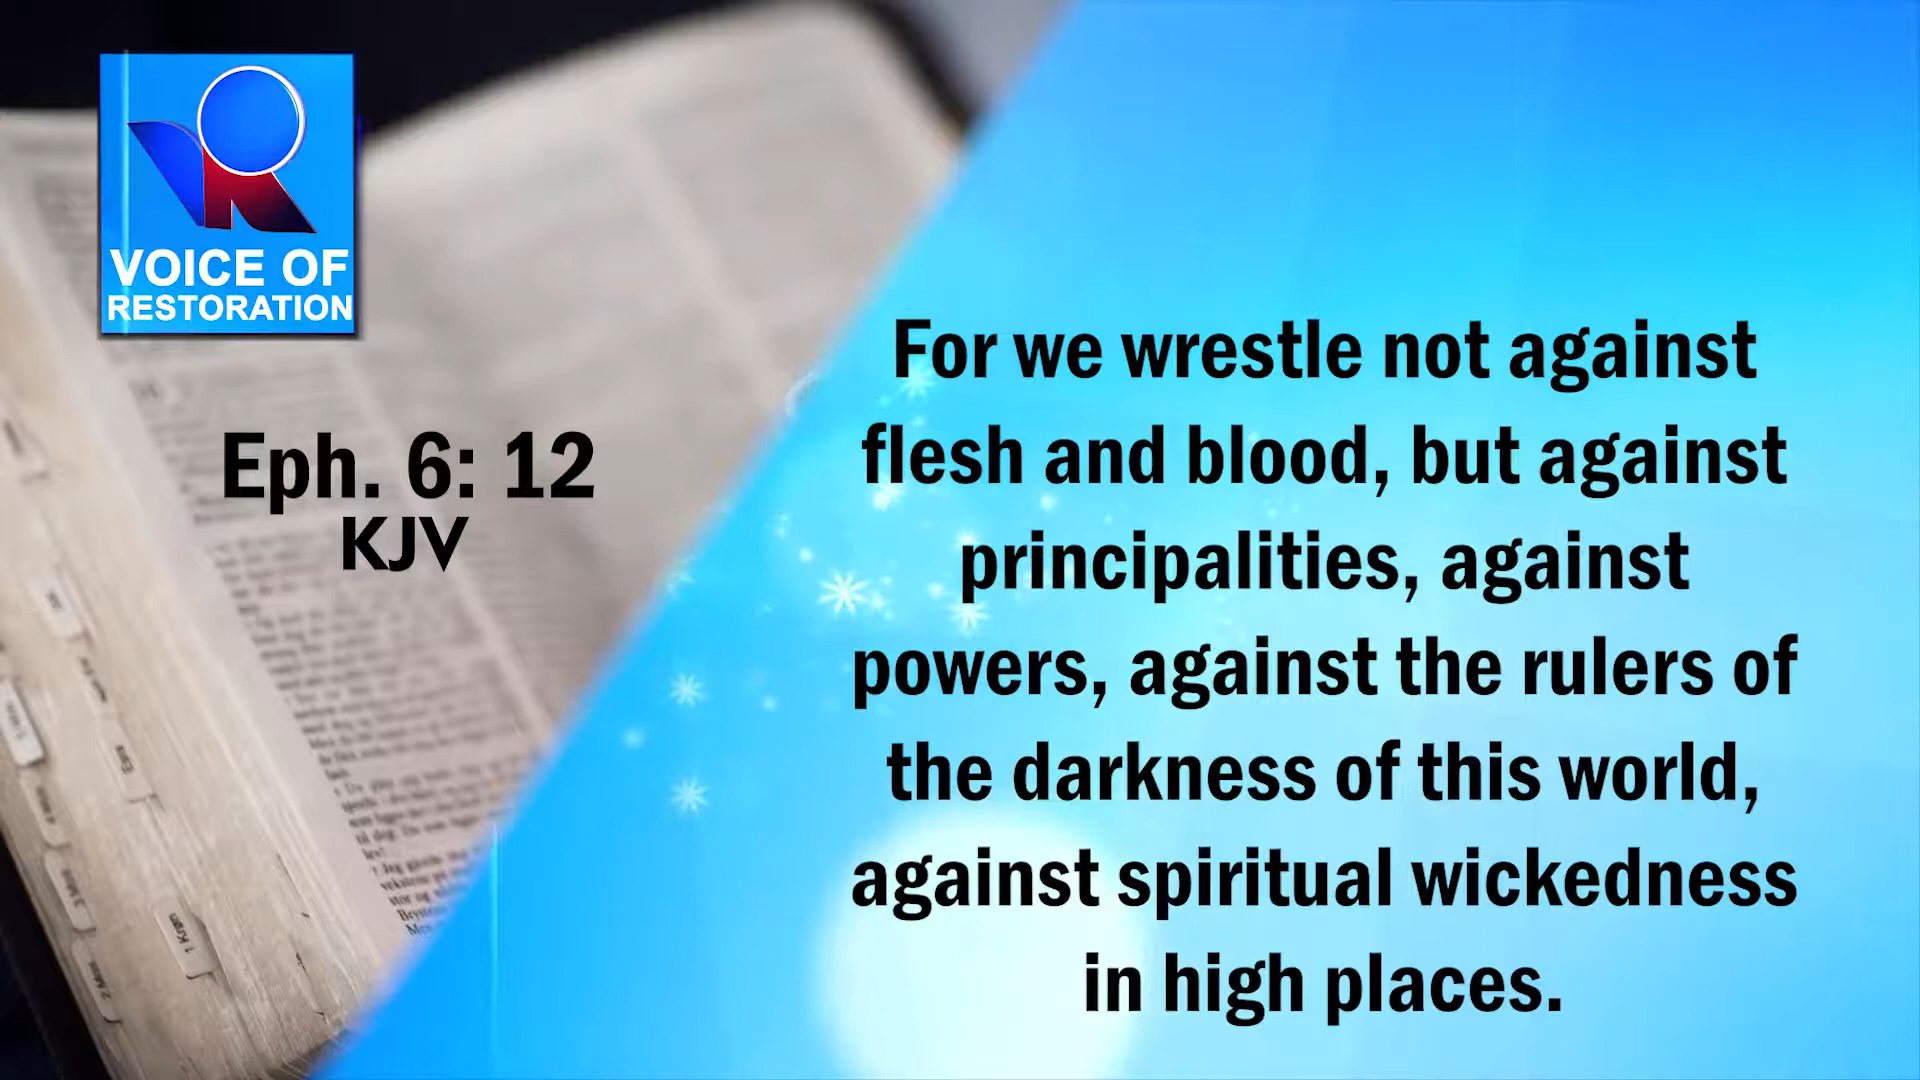 VOICE OF
RESTORATION
Eph. 6: 12
KJV
For we wrestle not against
flesh and blood, but against
principalities, against
powers, against the rulers of
the darkness of this world,
against spiritual wickedness
in high places.